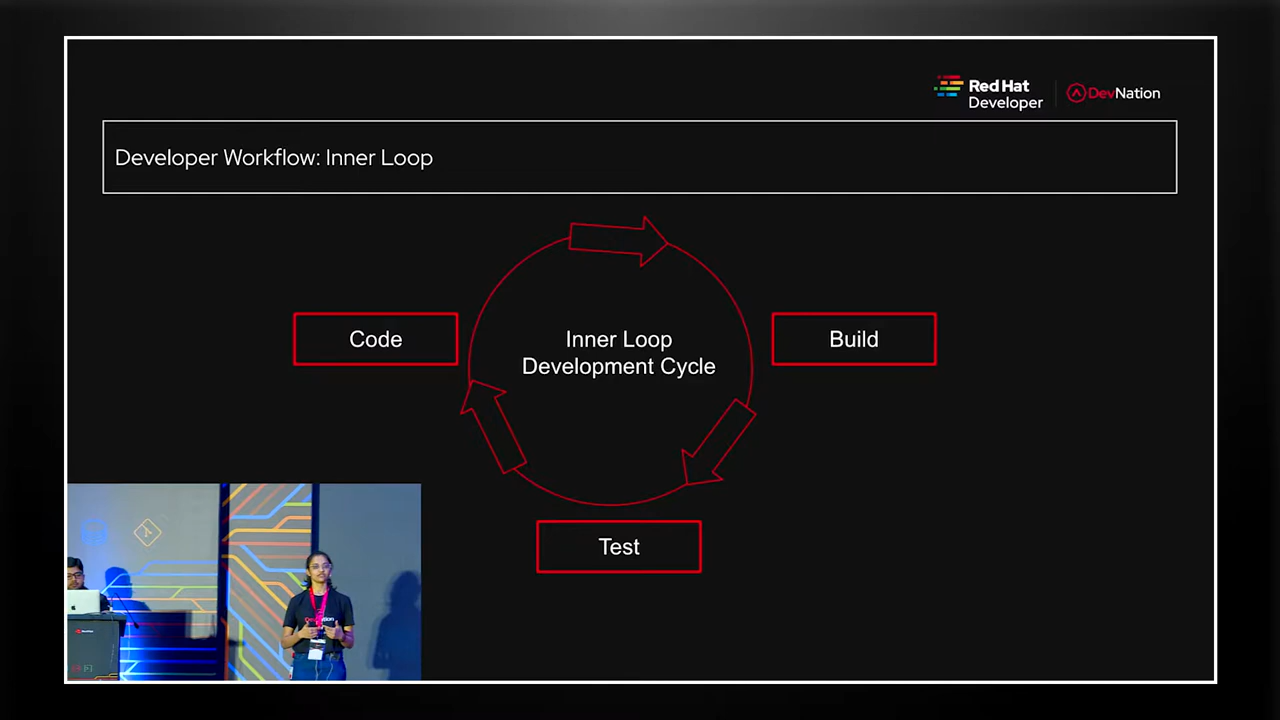 Red Hat
Developer
DevNation
Developer Workflow: Inner Loop
Code
Inner Loop
Development Cycle
Build
Test